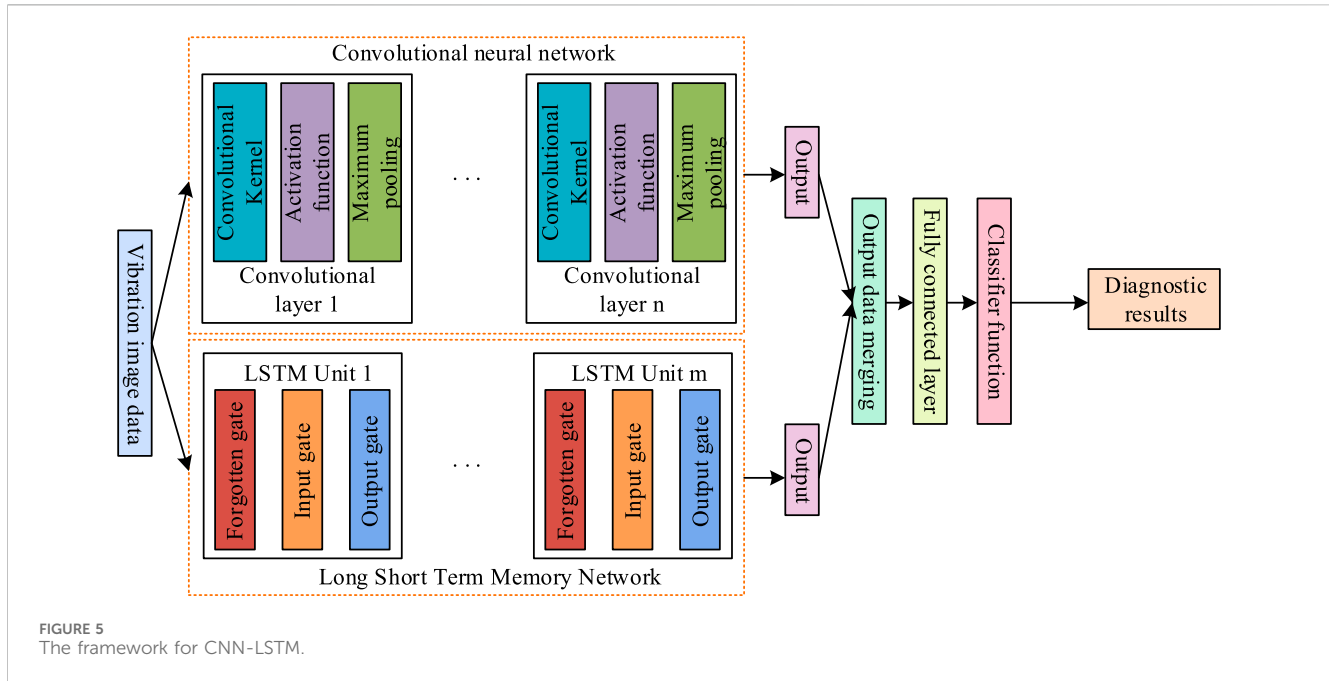 Convolutional neural network
Convolutional
Kernel
Activation
function
Maximum
pooling
Convolutional
layer 1
. . .
Convolutional
Kernel
Activation
function
Maximum
pooling
Convolutional
layer n
Vibration image data
LSTM Unit 1
Forgotten gate
Input gate
Output gate
. . .
LSTM Unit m
Forgotten gate
Input gate
Output gate
Long Short Term Memory Network
Output
Output
Output data merging
Fully connected layer
Classifier function
Diagnostic
results
FIGURE 5
The framework for CNN-LSTM.